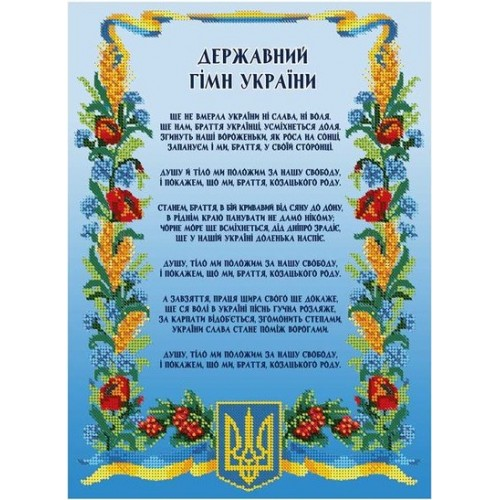 ДЕРЖАВНИЙ
ГІМН УКРАЇНИ
ЩЕ НЕ ВМЕРЛА УКРАЇНИ НІ СЛАВА, НІ ВОЛЯ.
ЩЕ НАМ, БРАТТЯ УКРАЇНЦІ, УСМІХНЕТЬСЯ ДОЛЯ.
ЗГИНУТЬ НАШІ ВОРОЖЕНЬКИ, ЯК РОСА НА СОНЦІ,
ЗАПАНУЄМ І МИ, БРАТТЯ, У СВОЇЙ СТОРОНЦІ.
ДУШУ Й ТІЛО МИ ПОЛОЖИМ ЗА НАШУ СВОБОДУ,
І ПОКАЖЕМ, ЩО МИ, БРАТТЯ, КОЗАЦЬКОГО РОДУ.
СТАНЕМ, БРАТТЯ, В БІЙ КРИВАВИЙ ВІД СЯНУ ДО ДОНУ,
В РІДНІМ КРАЮ ПАНУВАТИ НЕ ДАМО НІКОМУ;
ЧОРНЕ МОРЕ ЩЕ ВСМІХНЕТЬСЯ, ДІД ДНІПРО ЗРАДІЄ,
ЩЕ У НАШІЙ УКРАЇНІ ДОЛЕНЬКА НАСПІЄ.
ДУШУ, ТІЛО МИ ПОЛОЖИМ ЗА НАШУ СВОБОДУ,
І ПОКАЖЕМ, ЩО МИ, БРАТТЯ, КОЗАЦЬКОГО РОДУ.
А ЗАВЗЯТТЯ, ПРАЦЯ ЩИРА СВОГО ЩЕ ДОКАЖЕ,
ЩЕ СЯ ВОЛІ В УКРАЇНІ ПІСНЬ ГУЧНА РОЗЛЯЖЕ,
ЗА КАРПАТИ ВІДОБ'ЄТЬСЯ, ЗГОМОНИТЬ СТЕПАМИ,
УКРАЇНИ СЛАВА СТАНЕ ПОМІЖ ВОРОГАМИ.
ДУШУ, ТІЛО МИ ПОЛОЖИМ ЗА НАШУ СВОБОДУ,
І ПОКАЖЕМ, ЩО МИ, БРАТТЯ, КОЗАЦЬКОГО РОДУ.